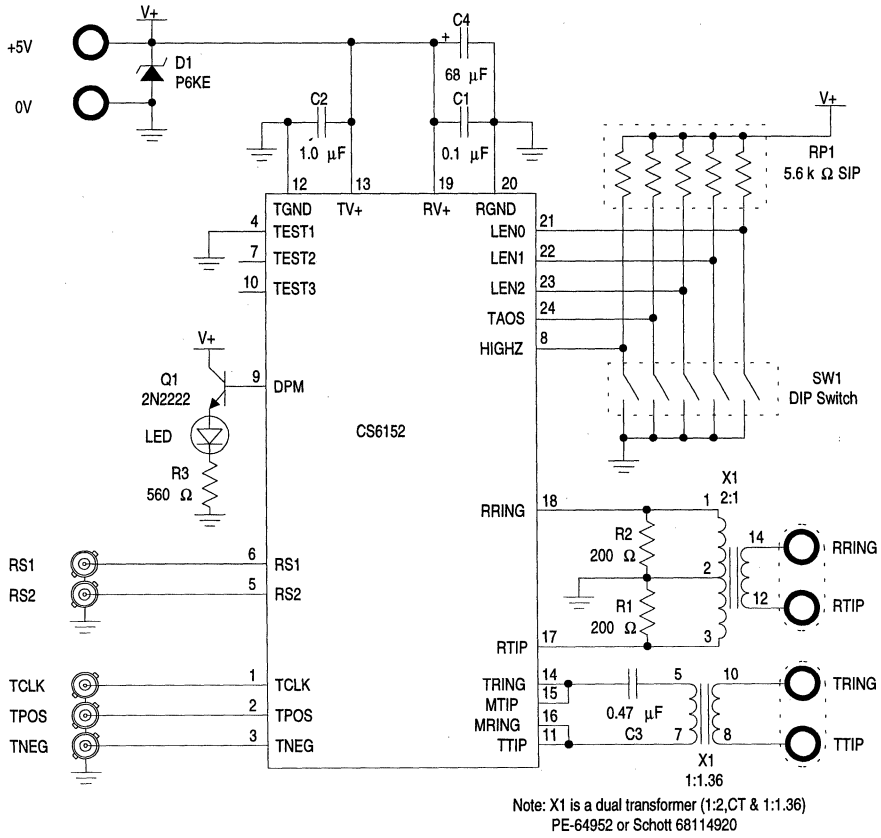 V+
+5V
D1
P6KE
0V
C4
+
68 µF
C2
1.0 µF
C1
0.1 µF
V+
RP1
5.6 k Ω SIP
12
13
19
20
TGND
TV+
RV+
RGND
4
TEST1
7
TEST2
10
TEST3
LEN0
21
LEN1
22
LEN2
23
TAOS
24
HIGHZ
8
V+
Q1
2N2222
9
DPM
LED
R3
560 Ω
CS6152
SW1
DIP Switch
RS1
6
RS1
RS2
5
RS2
TCLK
1
TCLK
TPOS
2
TPOS
TNEG
3
TNEG
RRING
18
R2
200 Ω
R1
200 Ω
RTIP
17
X1
2:1
1
2
3
14
12
RRING
RTIP
TRING
14
MTIP
15
MRING
16
TTIP
11
0.47 µF
C3
5
7
10
8
X1
1:1.36
TRING
TTIP
Note: X1 is a dual transformer (1:2,CT & 1:1.36)
PE-64952 or Schott 68114920